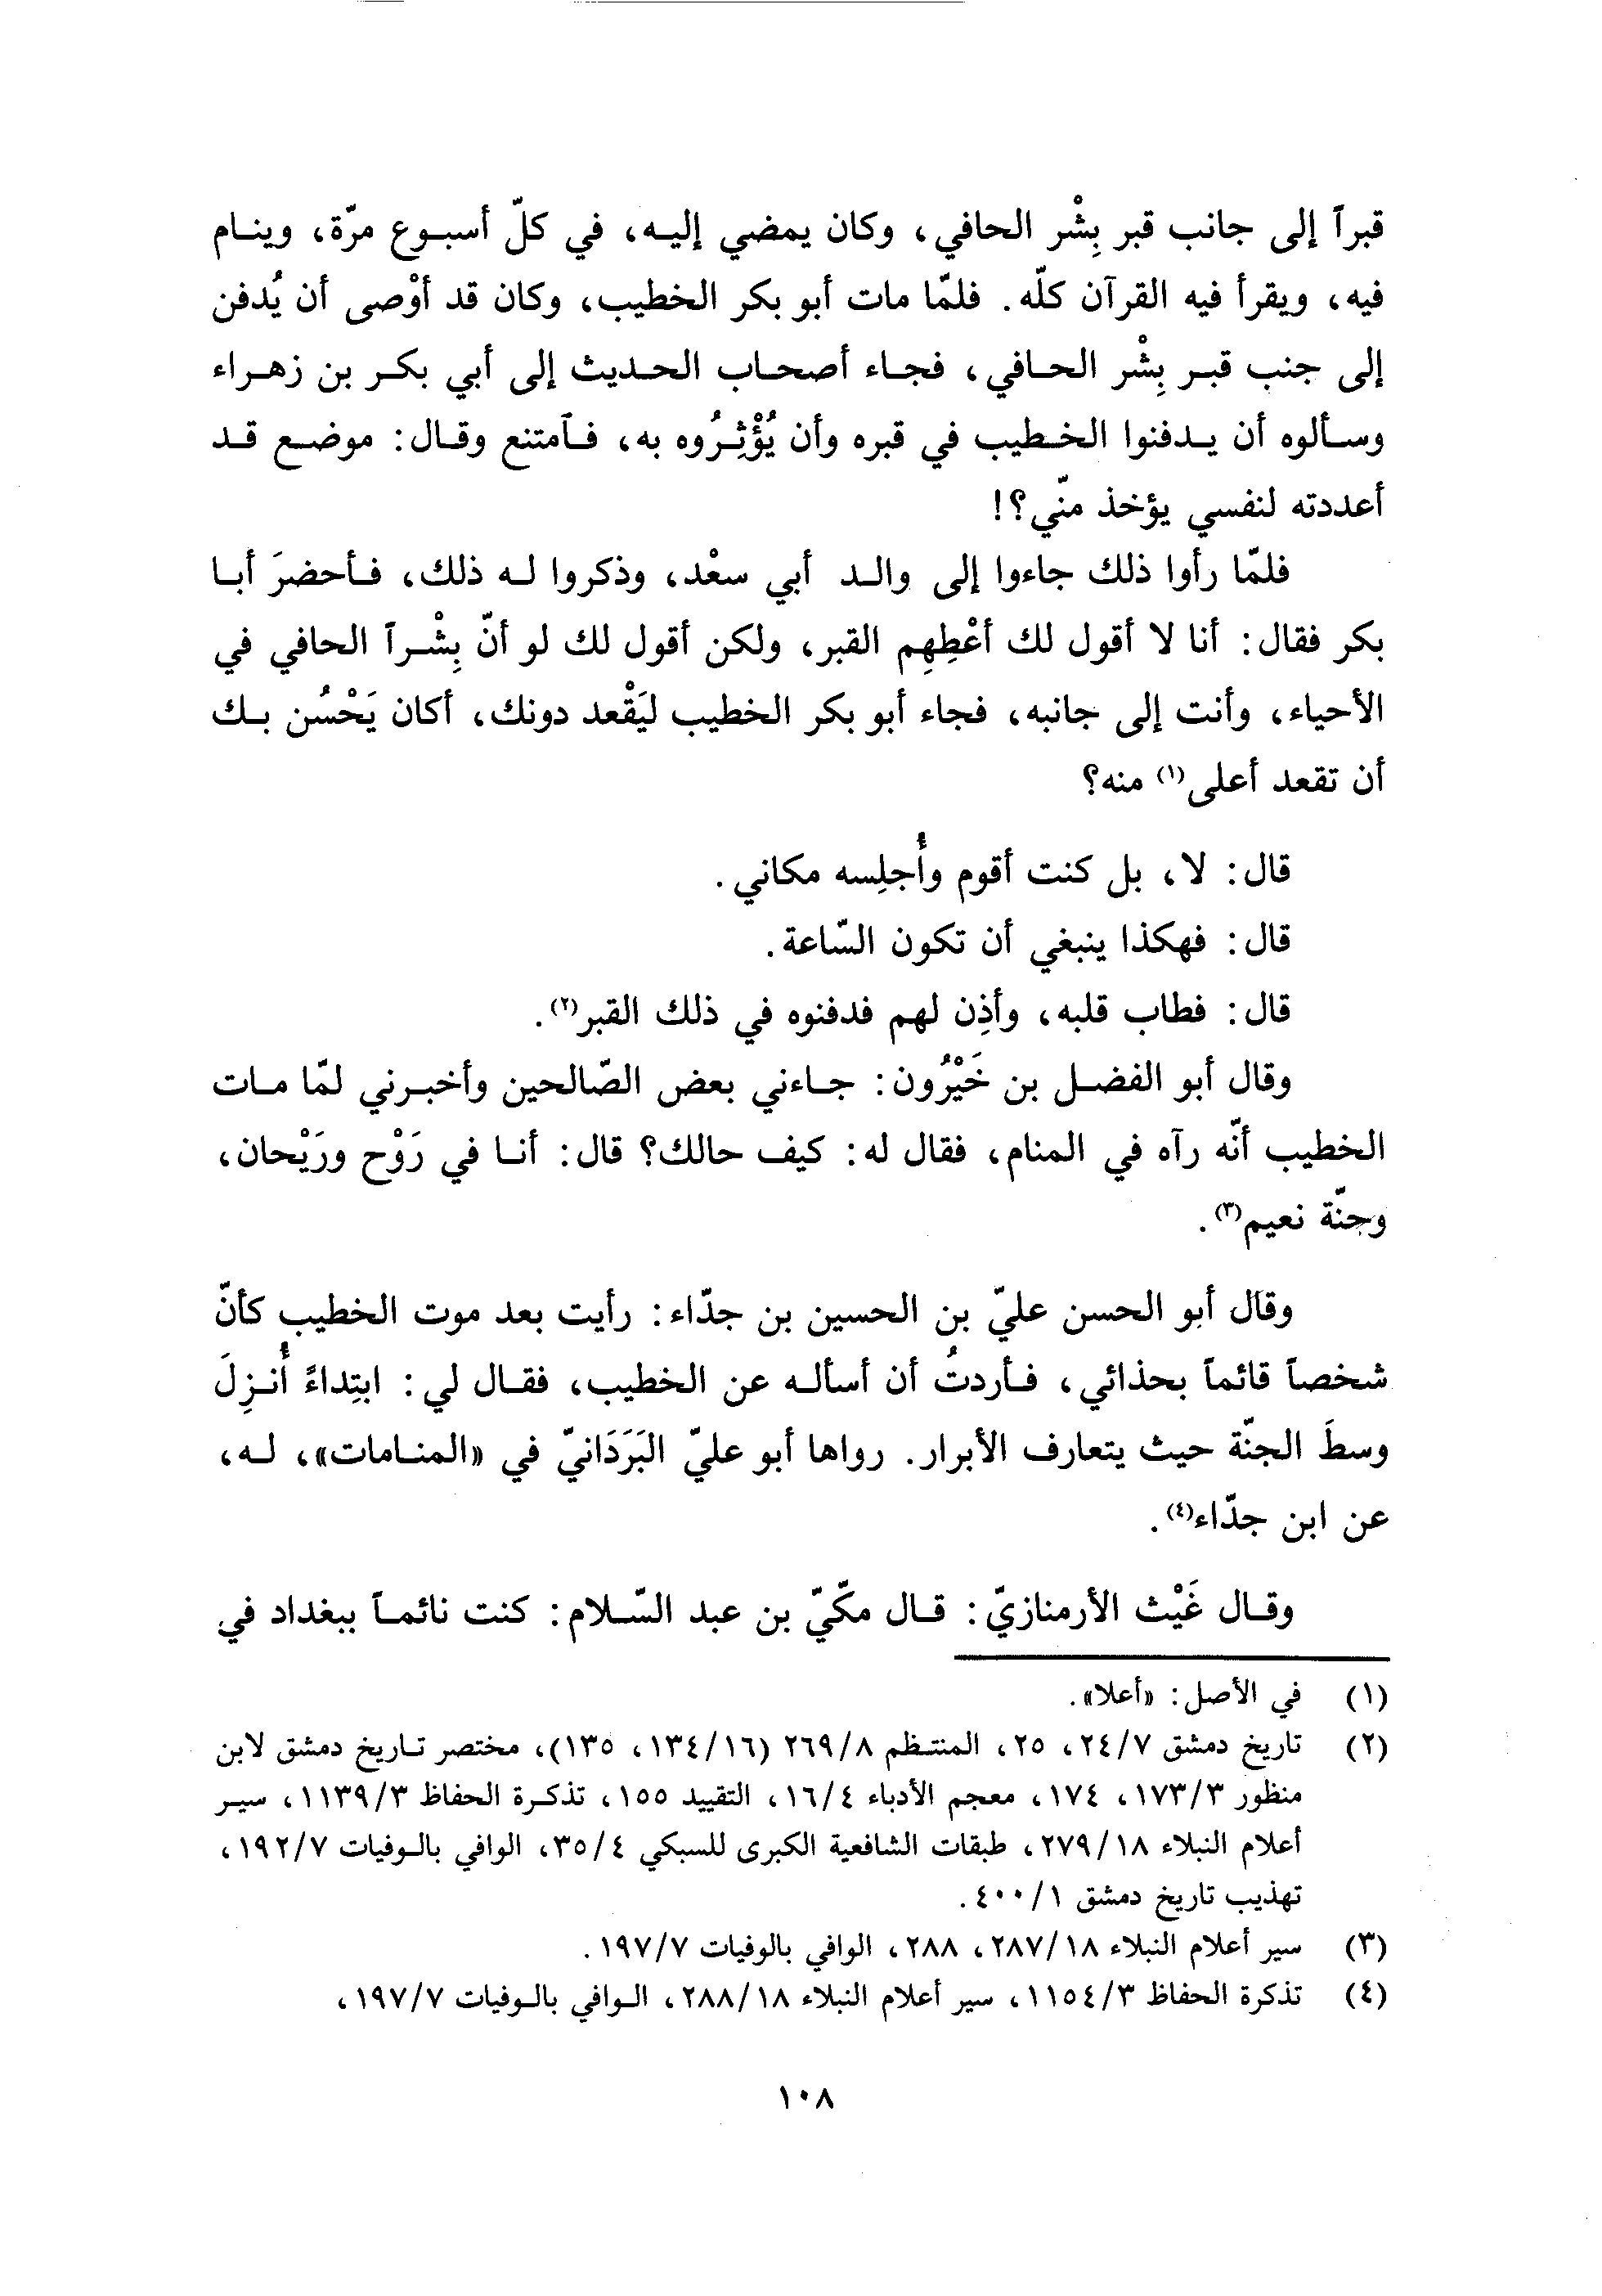 قبراً إلى جانب قبر بِشْر الحافي، وكان يمضي إليه، في كلّ أسبوع مرّة، وينام
فيه، ويقرأ فيه القرآن كلّه. فلمّا مات أبو بكر الخطيب، وكان قد أوْصى أن يُدفن
إلى جنب قبر بِشْر الحافي، فجاء أصحاب الحديث إلى أبي بكر بن زهراء
وسألوه أن يدفنوا الخطيب في قبره وأن يُؤْثِرُوه به، فٱمتنع وقال: موضع قد
أعددته لنفسي يؤخذ منّي؟!
فلمّا رأوا ذلك جاءوا إلى والد أبي سعْد، وذكروا له ذلك، فأحضرَ أبا
بكر فقال: أنا لا أقول لك أعْطِهِم القبر، ولكن أقول لك لو أنّ بِشْراً الحافي في
الأحياء، وأنت إلى جانبه، فجاء أبو بكر الخطيب ليَقْعد دونك، أكان يَحْسُن بك
أن تقعد أعلى(١) منه؟
قال: لا، بل كنت أقوم وأُجلِسه مكاني.
قال: فهكذا ينبغي أن تكون السّاعة.
قال: فطاب قلبه، وأذِن لهم فدفنوه في ذلك القبر(٢).
وقال أبو الفضل بن خَيْرُون: جاءني بعض الصّالحين وأخبرني لمّا مات
الخطيب أنّه رآه في المنام، فقال له: كيف حالك؟ قال: أنا في رَوْح ورَيْحان،
وجنّة نعيم(٣).
وقال أبو الحسن عليّ بن الحسين بن جدّاء: رأيت بعد موت الخطيب كأنّ
شخصاً قائماً بحذائي، فأردتُ أن أسأله عن الخطيب، فقال لي: ابتِداءً أُنزِلَ
وسطَ الجنّة حيث يتعارف الأبرار. رواها أبو عليّ البَرَدَانيّ في «المنامات»، له،
عن ابن جدّاء(٤).
وقال غَيْث الأرمنازيّ: قال مكّيّ بن عبد السّلام: كنت نائماً ببغداد في
(١) في الأصل: «أعلا».
(٢) تاريخ دمشق ٢٤/٧، ٢٥، المنتظم ٢٦٩/٨ (١٣٤/١٦، ١٣٥)، مختصر تاريخ دمشق لابن
منظور ١٧٣/٣، ١٧٤، معجم الأدباء ١٦/٤، التقييد ١٥٥، تذكرة الحفاظ ١١٣٩/٣، سير
أعلام النبلاء ٢٧٩/١٨، طبقات الشافعية الكبرى للسبكي ٣٥/٤، الوافي بالوفيات ١٩٢/٧،
تهذيب تاريخ دمشق ٤٠٠/١.
(٣) سير أعلام النبلاء ٢٨٧/١٨، ٢٨٨، الوافي بالوفيات ١٩٧/٧.
(٤) تذكرة الحفاظ ١١٥٤/٣، سير أعلام النبلاء ٢٨٨/١٨، الوافي بالوفيات ١٩٧/٧،
١٠٨